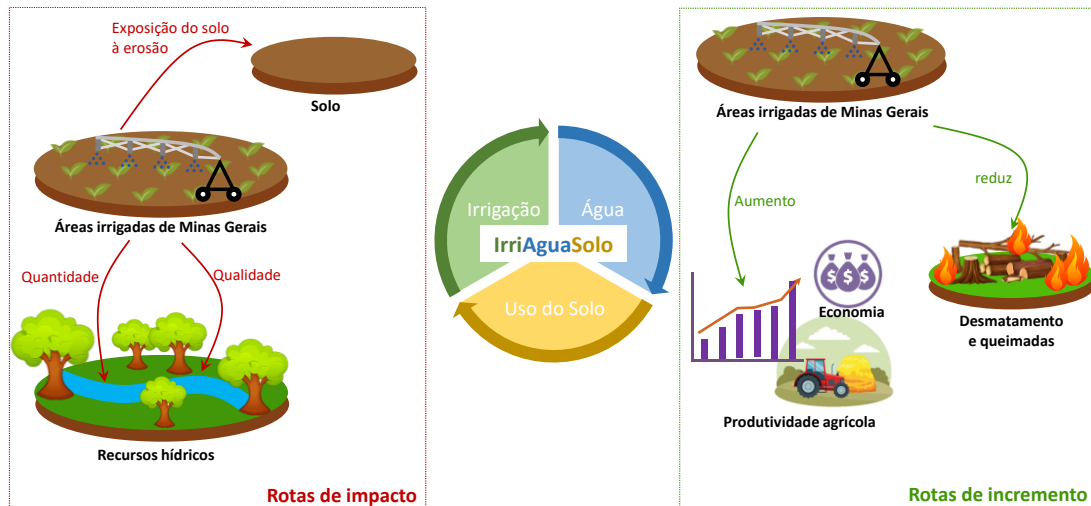 Exposição do solo
à erosão
Solo
Áreas irrigadas de Minas Gerais
Quantidade
Qualidade
Recursos hídricos
Rotas de impacto
Irrigação
Água
IrriAguaSolo
Uso do Solo
Áreas irrigadas de Minas Gerais
Aumento
reduz
$ $ $
Economia
Produtividade agrícola
Desmatamento
e queimadas
Rotas de incremento